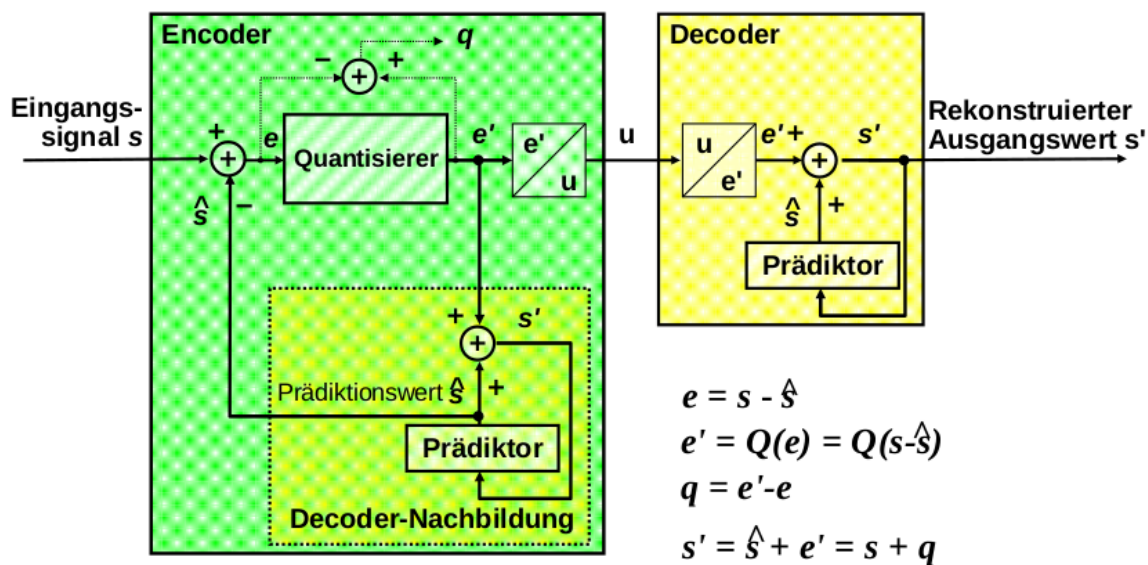 Encoder
q
− +
+
Eingangs-
signal s
+
+
e
Quantisierer
e'
e'
u
ŝ
−
+
s'
+
Prädiktionswert ŝ
+
Prädiktor
Decoder-Nachbildung
u
Decoder
u
e'
e'+
s'
+
ŝ
+
Prädiktor
Rekonstruierter
Ausgangswert s'
e = s - ŝ
e' = Q(e) = Q(s-ŝ)
q = e'-e
s' = ŝ + e' = s + q